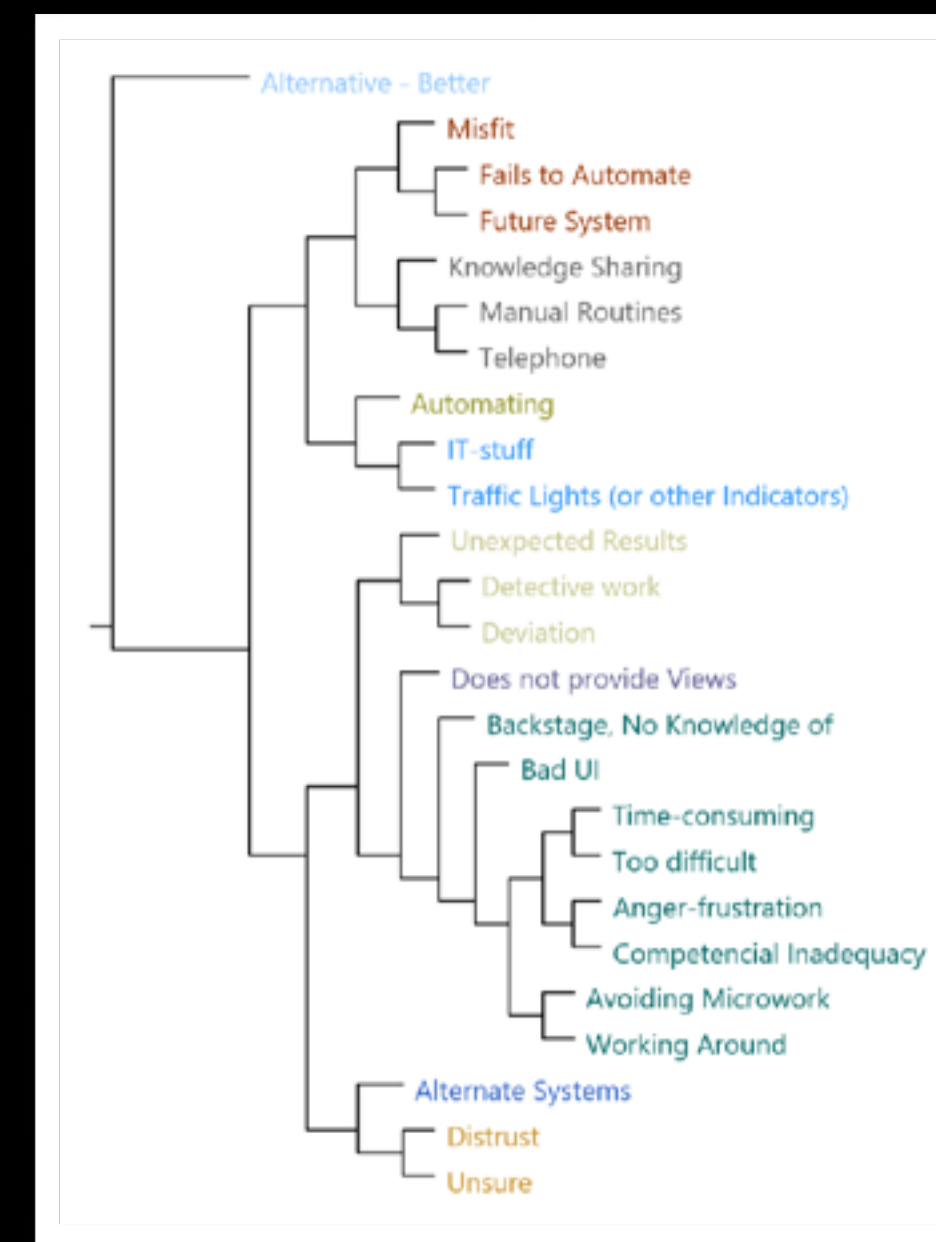 Alternative - Better
Misfit
Fails to Automate
Future System
Knowledge Sharing
Manual Routines
Telephone
Automating
IT-stuff
Traffic Lights (or other Indicators)
Unexpected Results
Detective work
Deviation
Does not provide Views
Backstage, No Knowledge of
Bad UI
Time-consuming
Too difficult
Anger-frustration
Competencial Inadequacy
Avoiding Microwork
Working Around
Alternate Systems
Distrust
Unsure